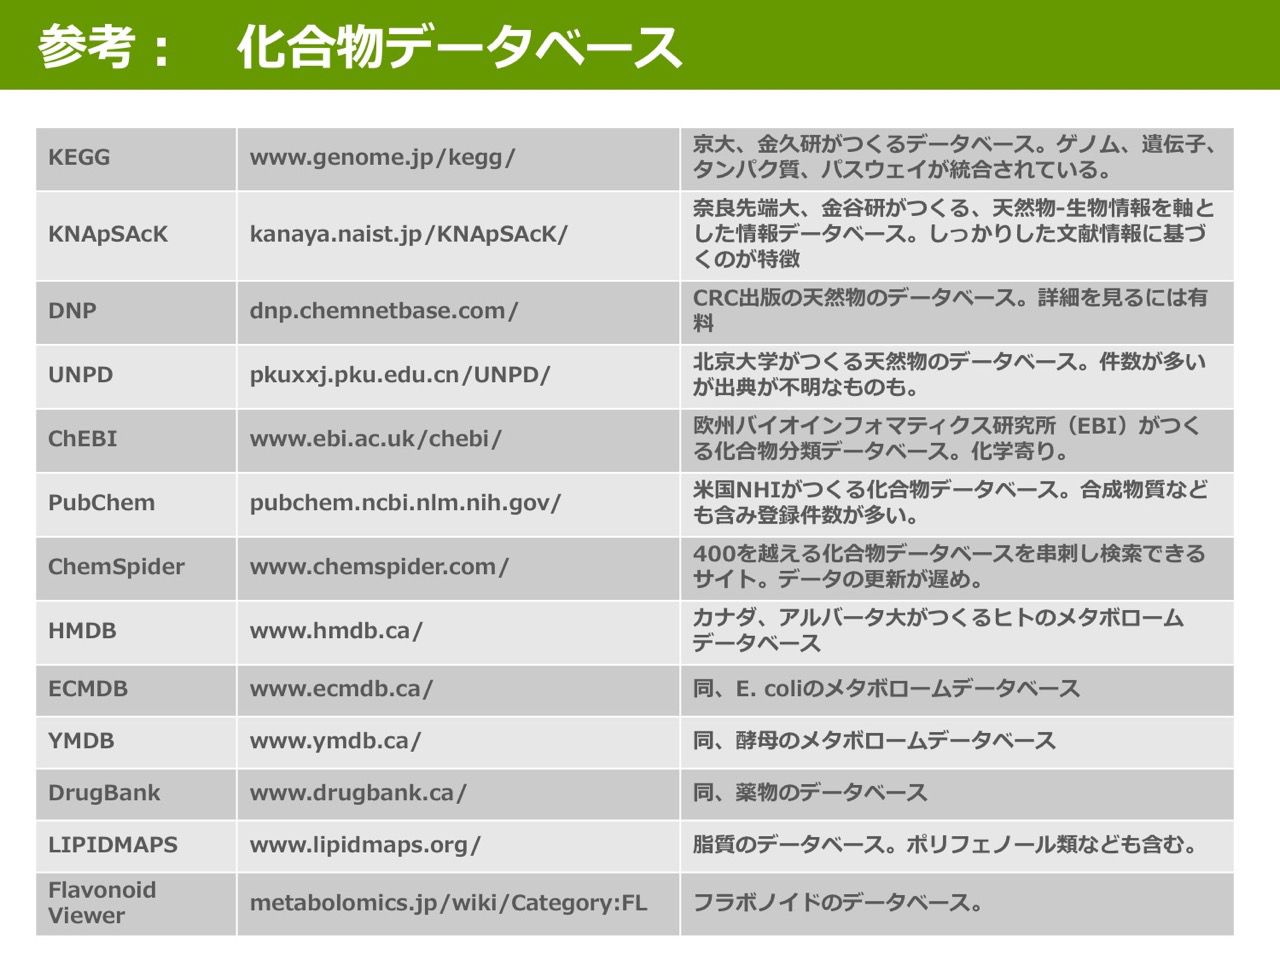 参考：　化合物データベース
KEGG
www.genome.jp/kegg/
京大、金久研がつくるデータベース。ゲノム、遺伝子、
タンパク質、パスウェイが統合されている。
KNApSAcK
kanaya.naist.jp/KNApSAcK/
奈良先端大、金谷研がつくる、天然物-生物情報を軸と
した情報データベース。しっかりした文献情報に基づ
くのが特徴
DNP
dnp.chemnetbase.com/
CRC出版の天然物のデータベース。詳細を見るには有
料
UNPD
pkuxxj.pku.edu.cn/UNPD/
北京大学がつくる天然物のデータベース。件数が多い
が出典が不明なものも。
ChEBI
www.ebi.ac.uk/chebi/
欧州バイオインフォマティクス研究所（EBI）がつく
る化合物分類データベース。化学寄り。
PubChem
pubchem.ncbi.nlm.nih.gov/
米国NHIがつくる化合物データベース。合成物質など
も含み登録件数が多い。
ChemSpider
www.chemspider.com/
400を越える化合物データベースを串刺し検索できる
サイト。データの更新が遅め。
HMDB
www.hmdb.ca/
カナダ、アルバータ大がつくるヒトのメタボローム
データベース
ECMDB
www.ecmdb.ca/
同、E. coliのメタボロームデータベース
YMDB
www.ymdb.ca/
同、酵母のメタボロームデータベース
DrugBank
www.drugbank.ca/
同、薬物のデータベース
LIPIDMAPS
www.lipidmaps.org/
脂質のデータベース。ポリフェノール類なども含む。
Flavonoid
Viewer
metabolomics.jp/wiki/Category:FL
フラボノイドのデータベース。